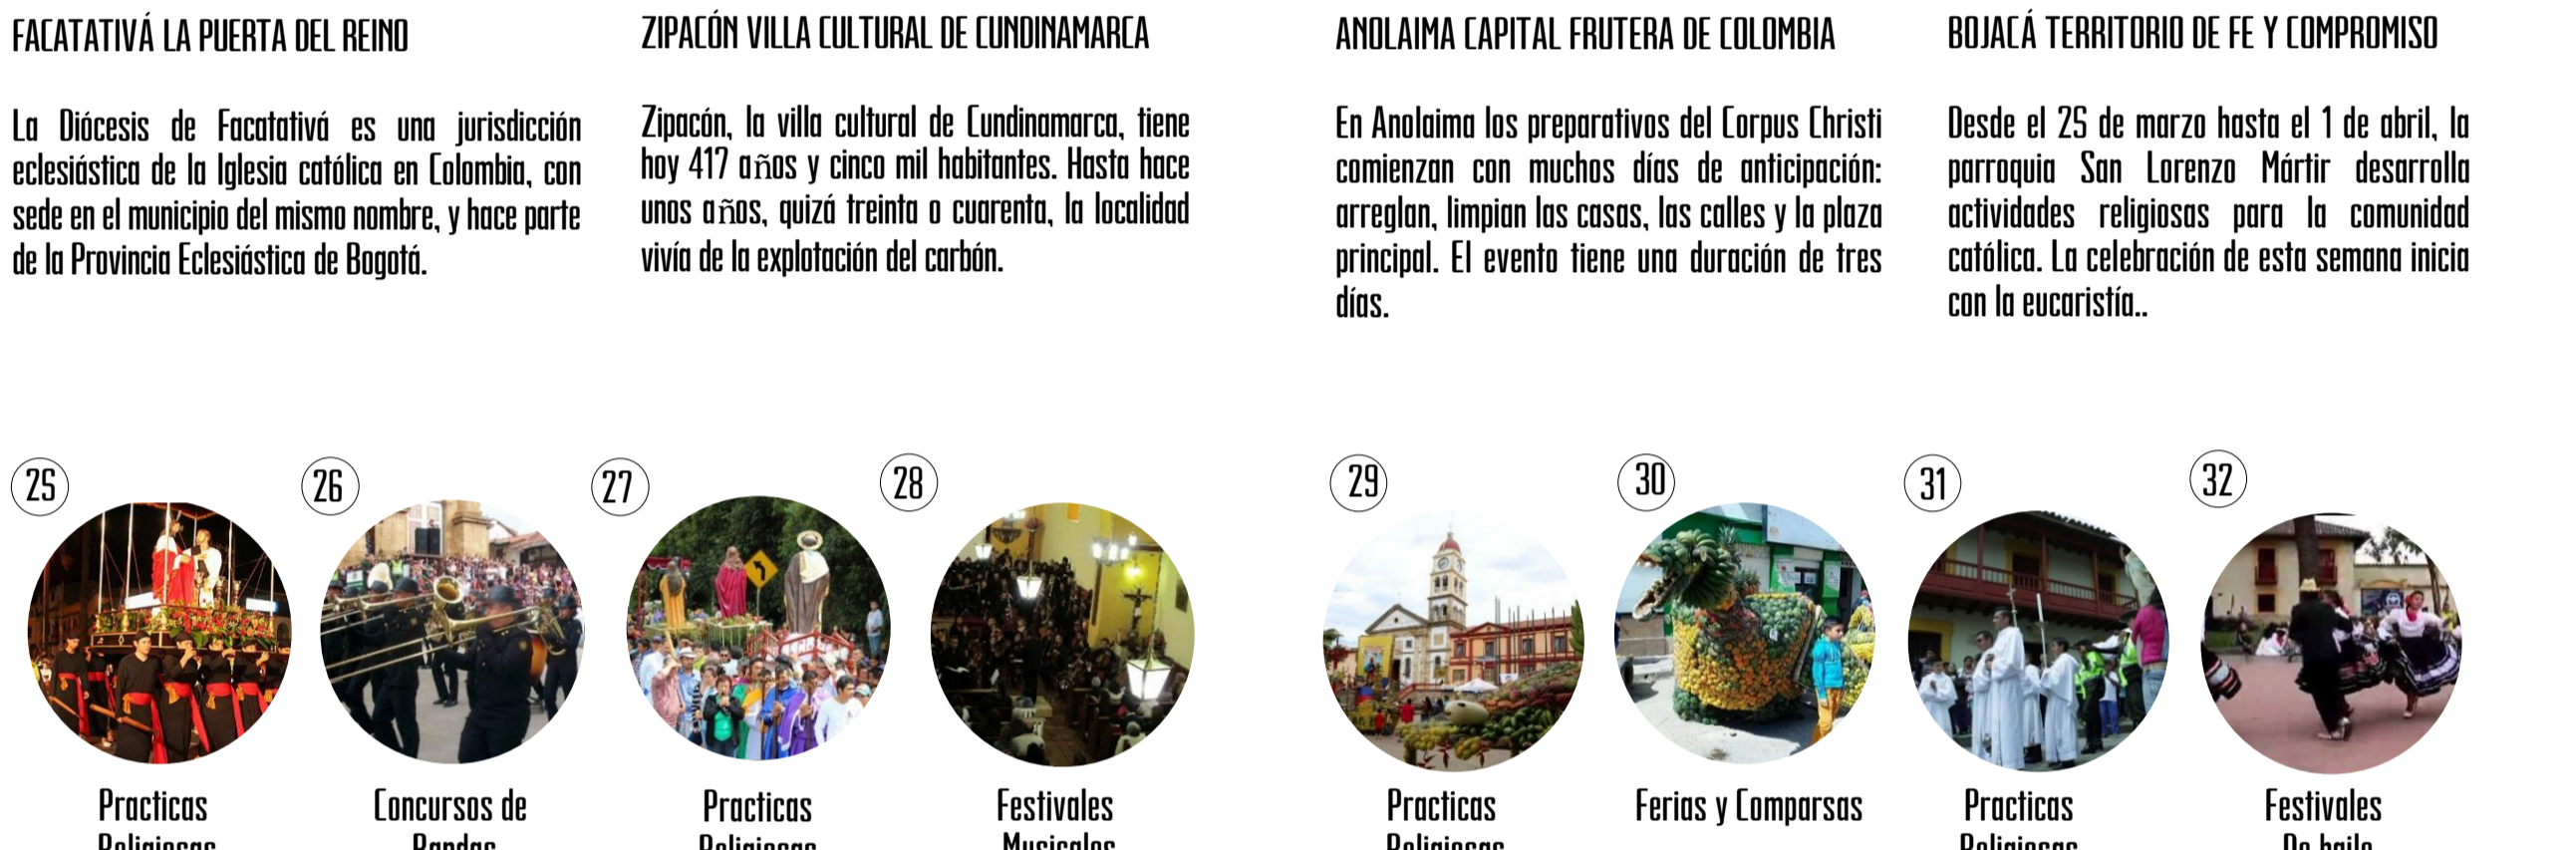 FACATATIVÁ LA PUERTA DEL REINO
La Diócesis de Facatativá es una jurisdicción
eclesiástica de la Iglesia católica en Colombia, con
sede en el municipio del mismo nombre, y hace parte
de la Provincia Eclesiástica de Bogotá.
ZIPACÓN VILLA CULTURAL DE CUNDINAMARCA
Zipacón, la villa cultural de Cundinamarca, tiene
hoy 417 años y cinco mil habitantes. Hasta hace
unos años, quizá treinta o cuarenta, la localidad
vivía de la explotación del carbón.
ANOLAIMA CAPITAL FRUTERA DE COLOMBIA
En Anolaima los preparativos del Corpus Christi
comienzan con muchos días de anticipación:
arreglan, limpian las casas, las calles y la plaza
principal. El evento tiene una duración de tres
días.
BOJACÁ TERRITORIO DE FE Y COMPROMISO
Desde el 25 de marzo hasta el 1 de abril, la
parroquia San Lorenzo Mártir desarrolla
actividades religiosas para la comunidad
católica. La celebración de esta semana inicia
con la eucaristía..
25
Practicas
Religiosas
26
Concursos de
Bandas
27
Practicas
Religiosas
28
Festivales
Musicales
29
Practicas
Religiosas
30
Ferias y Comparsas
31
Practicas
Religiosas
32
Festivales
De baile